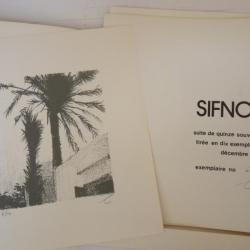 SIFNO
suite de quinze souv
tirée en dix exempl
décembre
exemplaire no